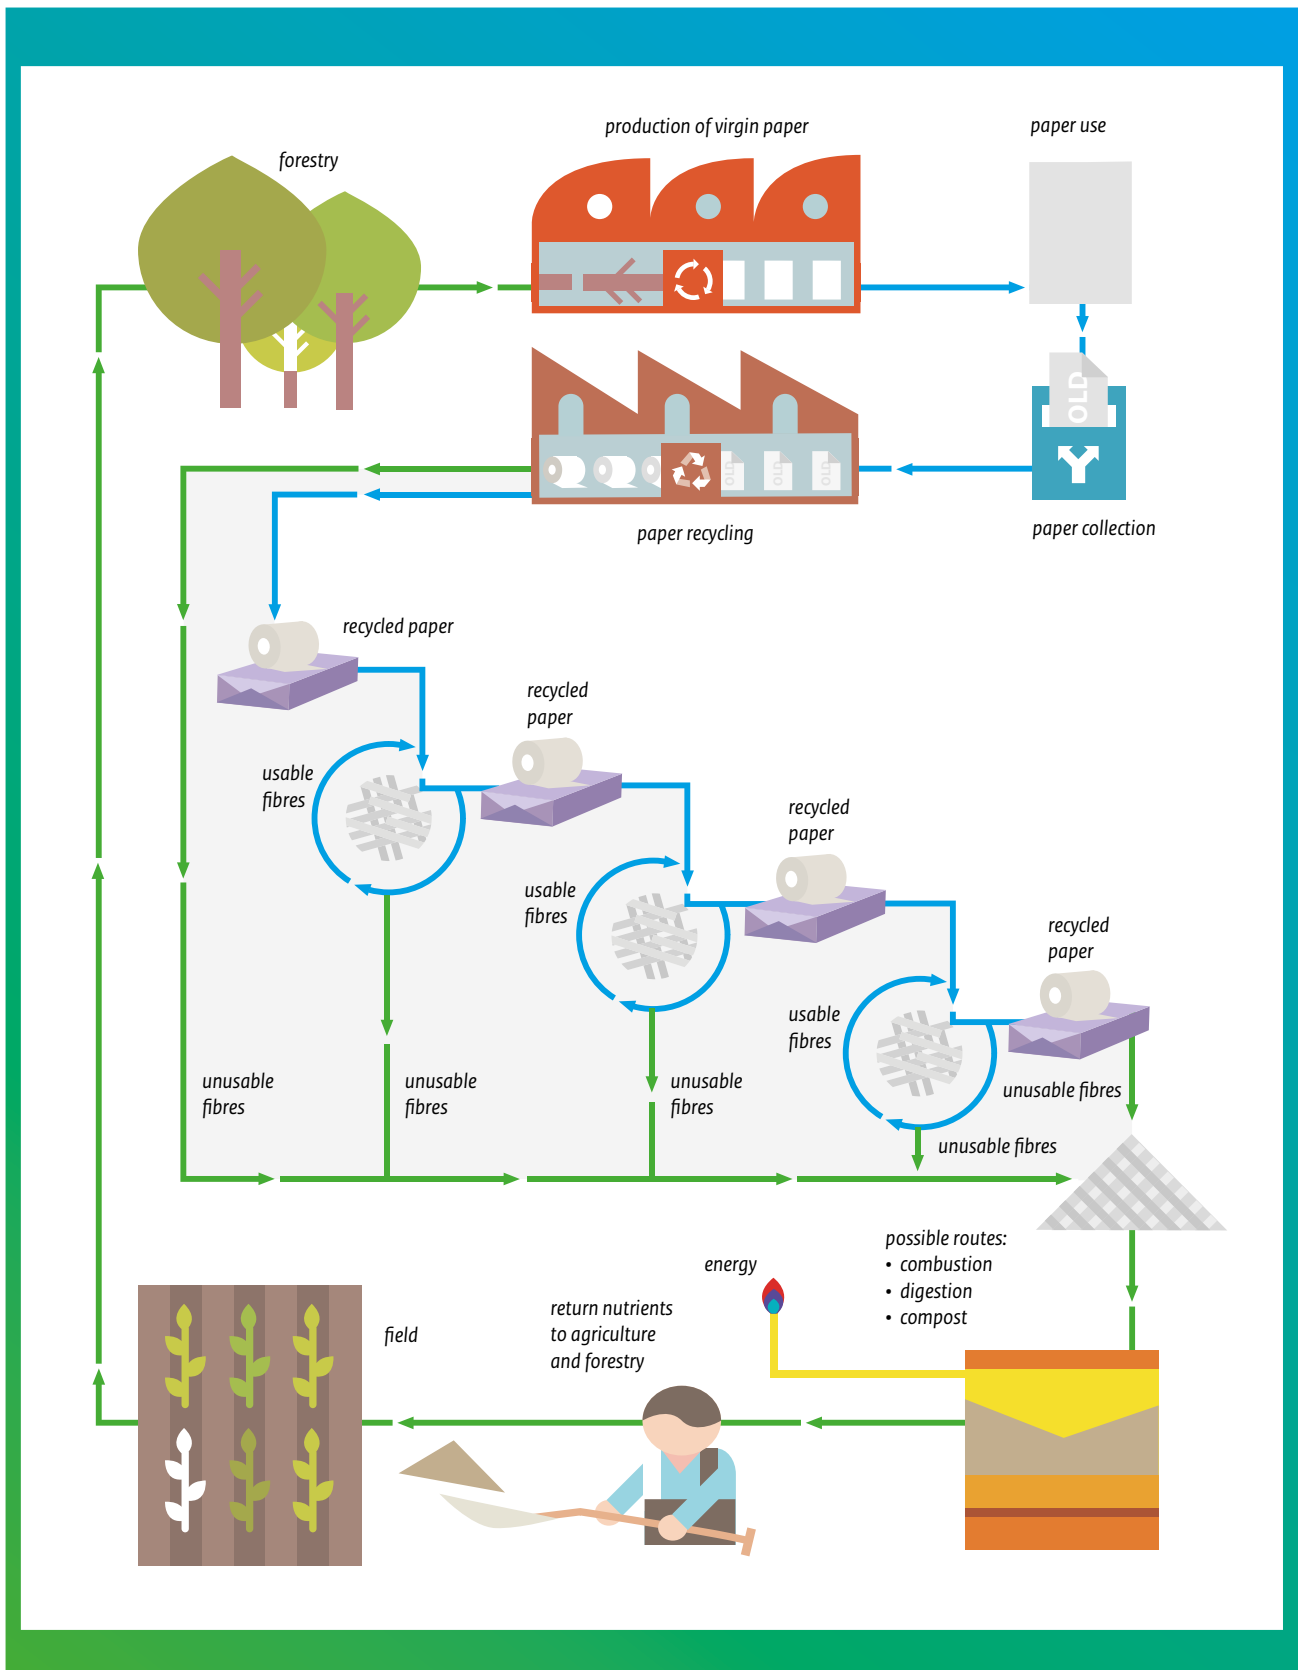 production of virgin paper
paper use
forestry
OLD
OLD
OLD
OLD
paper recycling
paper collection
recycled paper
recycled
paper
usable
fibres
recycled
paper
usable
fibres
recycled
paper
usable
fibres
unusable
fibres
unusable
fibres
unusable
fibres
unusable fibres
unusable fibres
possible routes:
• combustion
• digestion
• compost
energy
return nutrients
to agriculture
and forestry
field